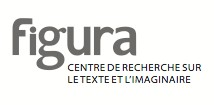 figura
CENTRE DE RECHERCHE SUR
LE TEXTE ET L'IMAGINAIRE